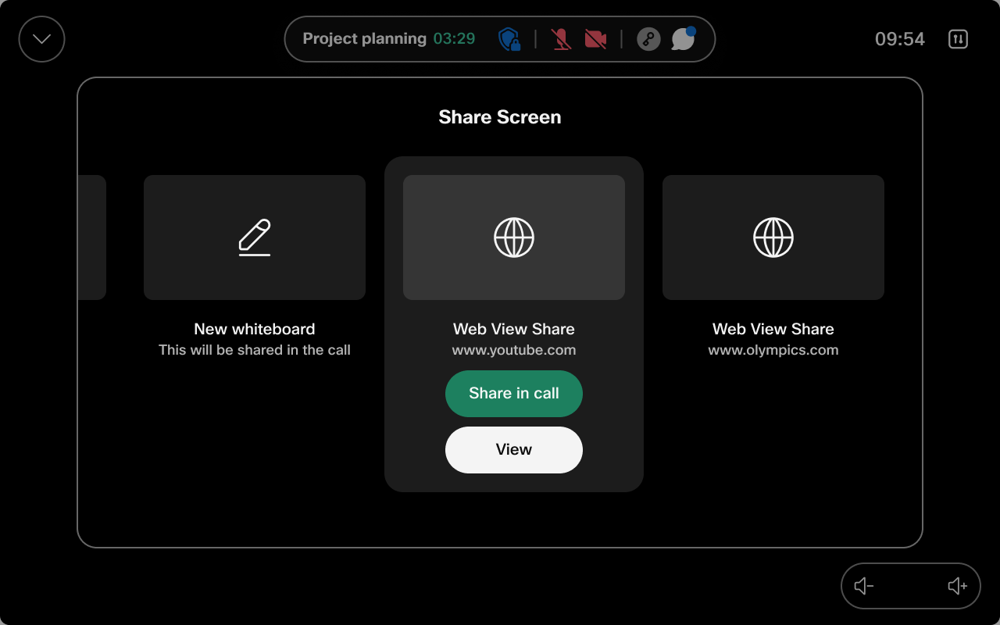 Project planning 03:29
09:54
Share Screen
New whiteboard
This will be shared in the call
Web View Share
www.youtube.com
Share in call
View
Web View Share
www.olympics.com